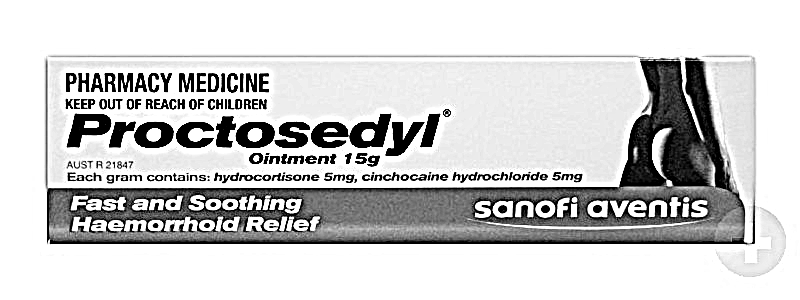 PHARMACY MEDICINE
KEEP OUT OF REACH OF CHILDREN
Proctosedyl®
Ointment 15g
AUST R 21847
Each gram contains: hydrocortisone 5mg, cinchocaine hydrochloride 5mg
Fast and Soothing
Haemorrhoid Relief
sanofi aventis